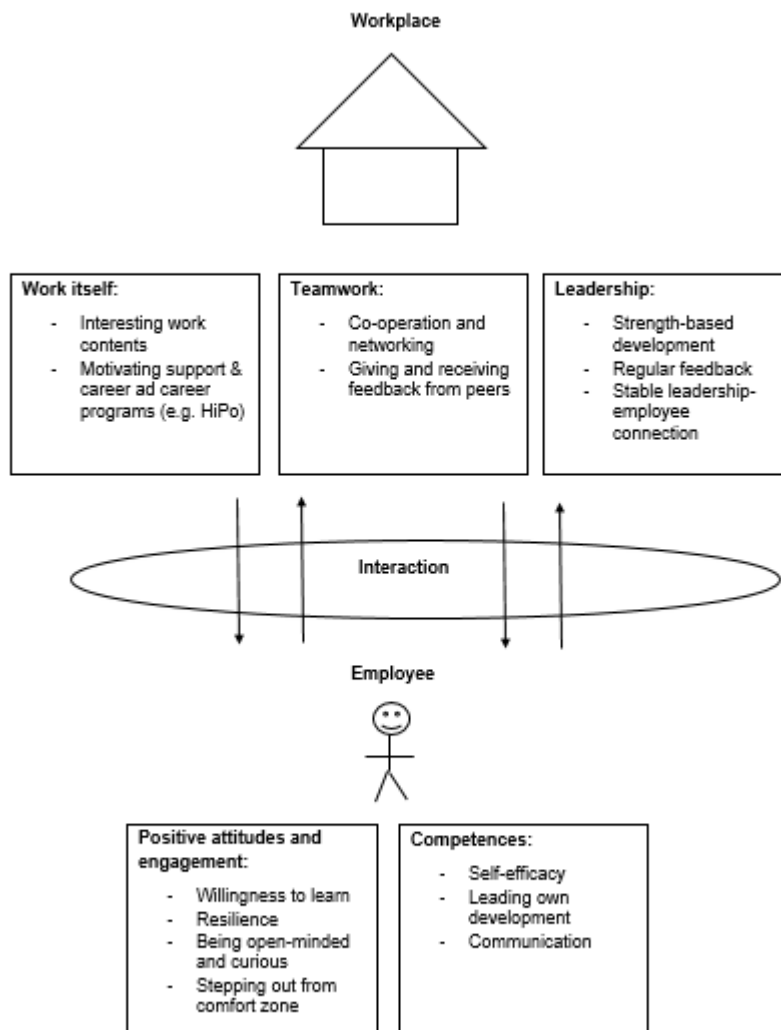 Workplace
Work itself:
- Interesting work
contents
- Motivating support &
career ad career
programs (e.g. HiPo)
Teamwork:
- Co-operation and
networking
- Giving and receiving
feedback from peers
Leadership:
- Strength-based
development
- Regular feedback
- Stable leadership-
employee
connection
Interaction
Employee
Positive attitudes and
engagement:
- Willingness to learn
- Resilience
- Being open-minded
and curious
- Stepping out from
comfort zone
Competences:
- Self-efficacy
- Leading own
development
- Communication